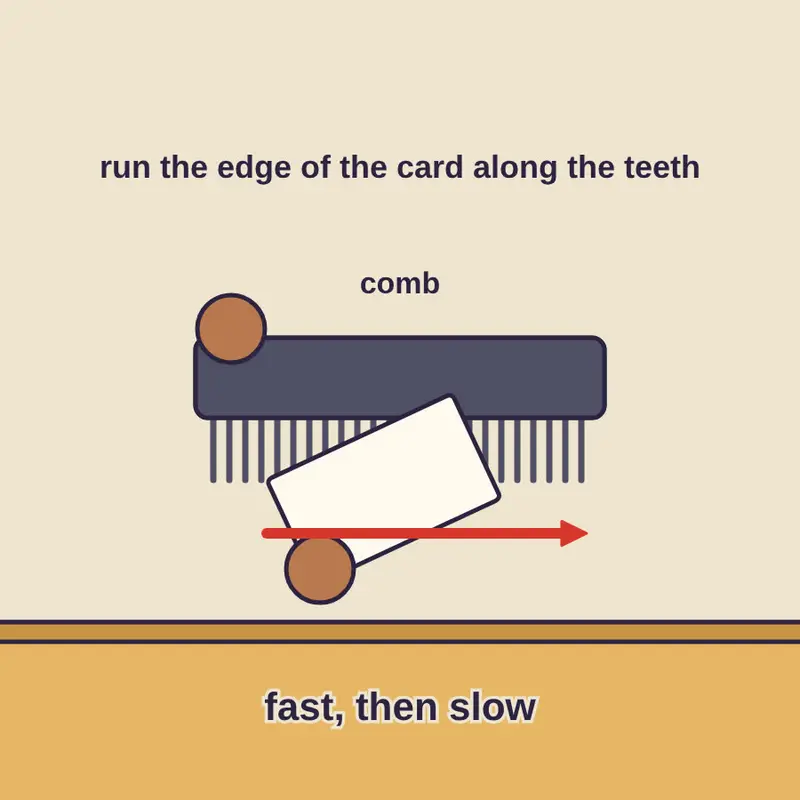 run the edge of the card along the teeth
comb
fast, then slow